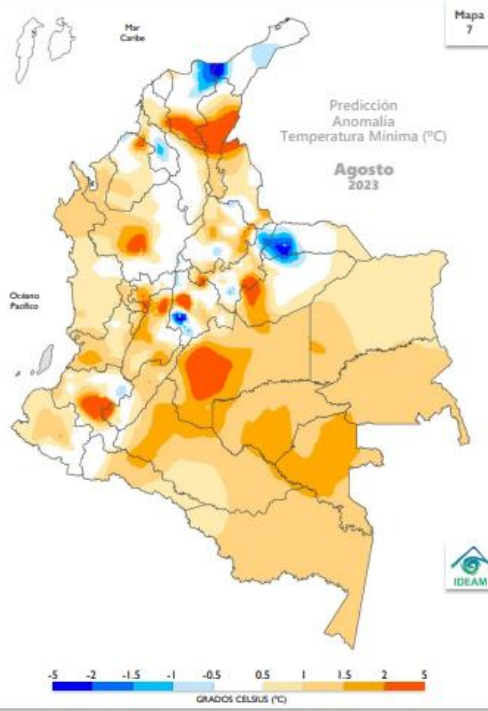 Mapa
7
Mar
Caribe
Predicción
Anomalía
Temperatura Mínima (ºC)
Agosto
2023
Océano
Pacífico
IDEAM
-5 -2 -1.5 -1 -0.5 0.5 1 1.5 2 5
GRADOS CELSIUS (ºC)